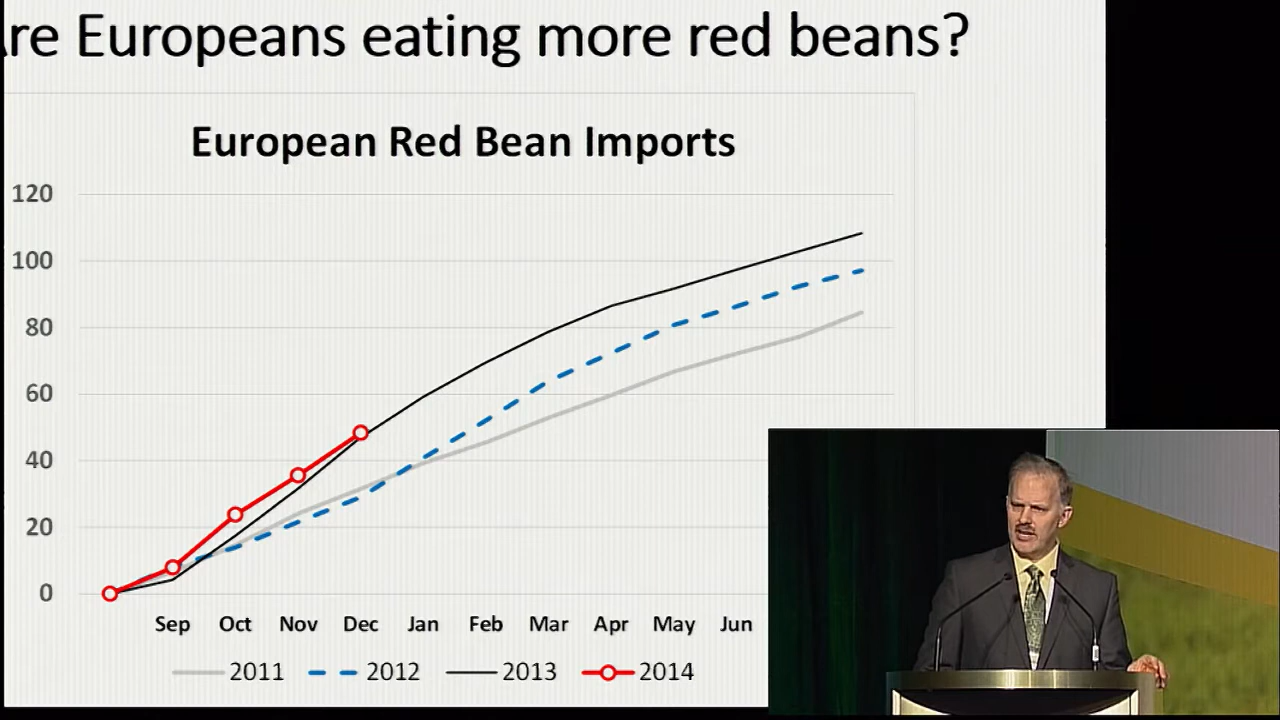 re Europeans eating more red beans?
European Red Bean Imports
120
100
80
60
40
20
0
Sep Oct Nov Dec Jan Feb Mar Apr May Jun
2011 2012 2013 2014